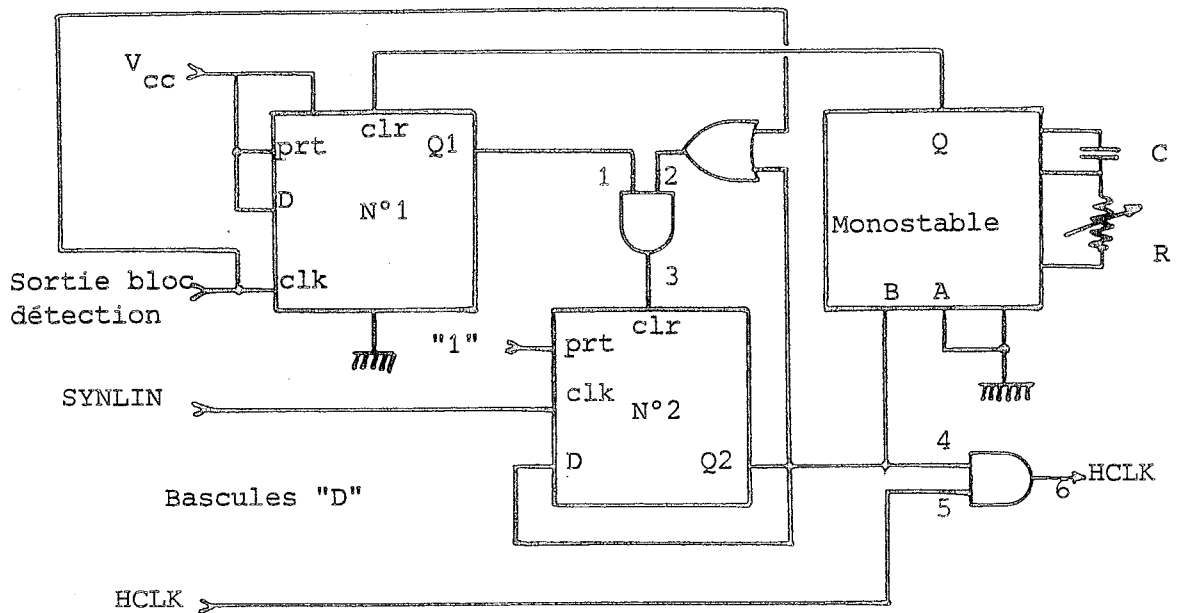 Vcc
clr
prt
Q1
Q
C
1
2
D
N°1
Monostable
R
Sortie bloc
détection
clk
3
B
A
"1"
clr
prt
SYNLIN
clk
N°2
4
D
Q2
HCLK
6
Bascules "D"
5
HCLK